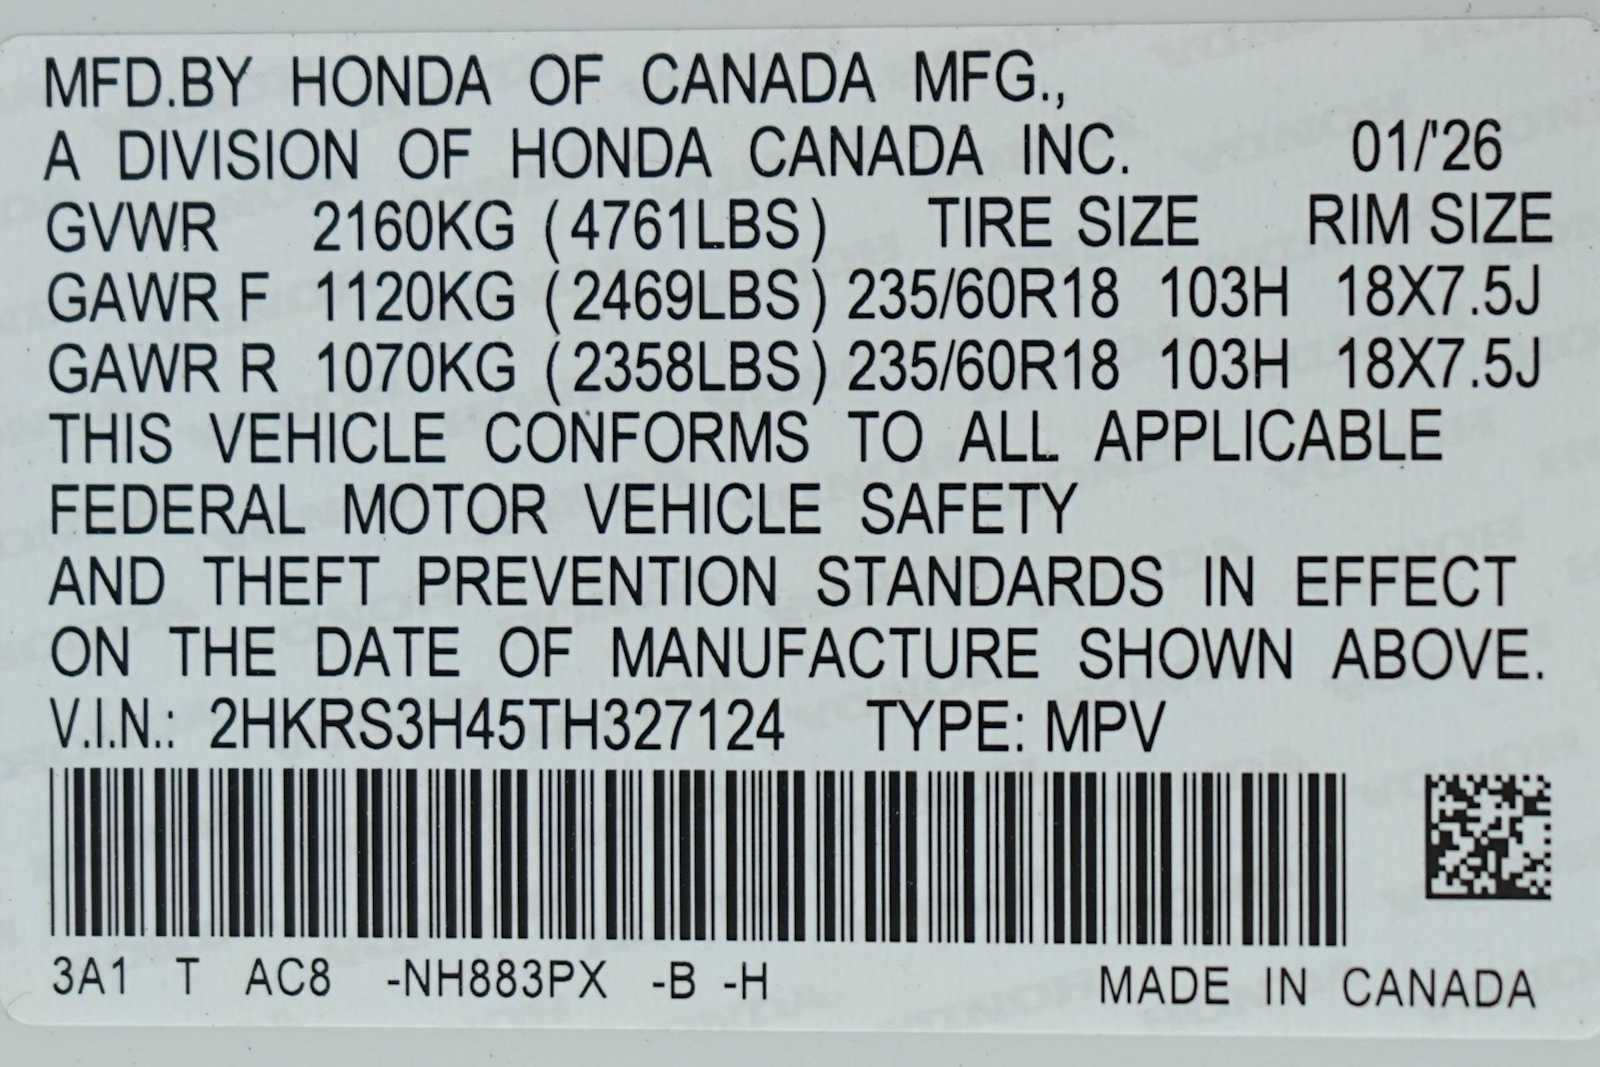 MFD.BY HONDA OF CANADA MFG.,
A DIVISION OF HONDA CANADA INC. 01/'26
GVWR 2160KG (4761LBS) TIRE SIZE RIM SIZE
GAWR F 1120KG (2469LBS) 235/60R18 103H 18X7.5J
GAWR R 1070KG (2358LBS) 235/60R18 103H 18X7.5J
THIS VEHICLE CONFORMS TO ALL APPLICABLE
FEDERAL MOTOR VEHICLE SAFETY
AND THEFT PREVENTION STANDARDS IN EFFECT
ON THE DATE OF MANUFACTURE SHOWN ABOVE.
V.I.N.: 2HKRS3H45TH327124 TYPE: MPV
3A1 T AC8 -NH883PX -B -H MADE IN CANADA